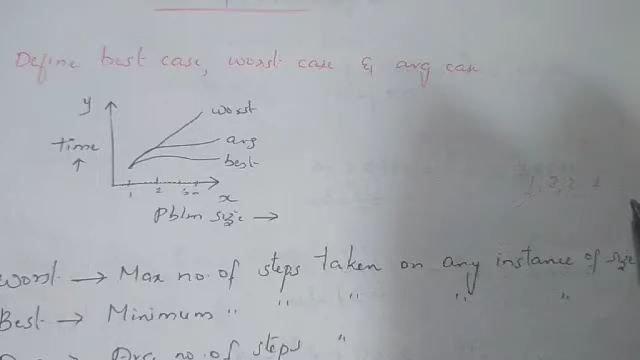 Define best case, worst case & avg case
y
worst
avg
time
best
1 2 3 n
x
Pblm size →
Worst → Max no. of steps taken on any instance of size
Best → Minimum " " " " "
→ Avg no. of steps "